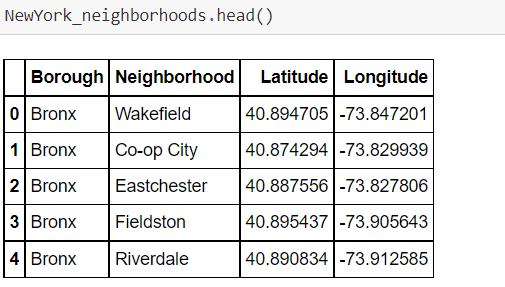 NewYork_neighborhoods.head()
Borough Neighborhood Latitude Longitude
0 Bronx Wakefield 40.894705 -73.847201
1 Bronx Co-op City 40.874294 -73.829939
2 Bronx Eastchester 40.887556 -73.827806
3 Bronx Fieldston 40.895437 -73.905643
4 Bronx Riverdale 40.890834 -73.912585